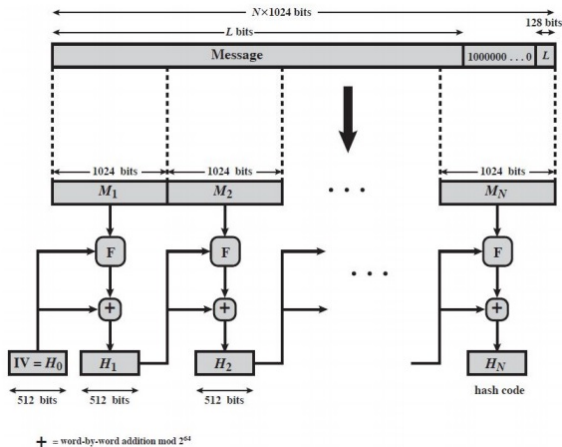 N×1024 bits
128 bits
L bits
Message 1000000 . . . 0 L
1024 bits 1024 bits 1024 bits
M1 M2 . . . MN
F F F
. . .
+ + +
IV = H0 H1 H2 HN
512 bits 512 bits 512 bits hash code
+ = word-by-word addition mod 2^64